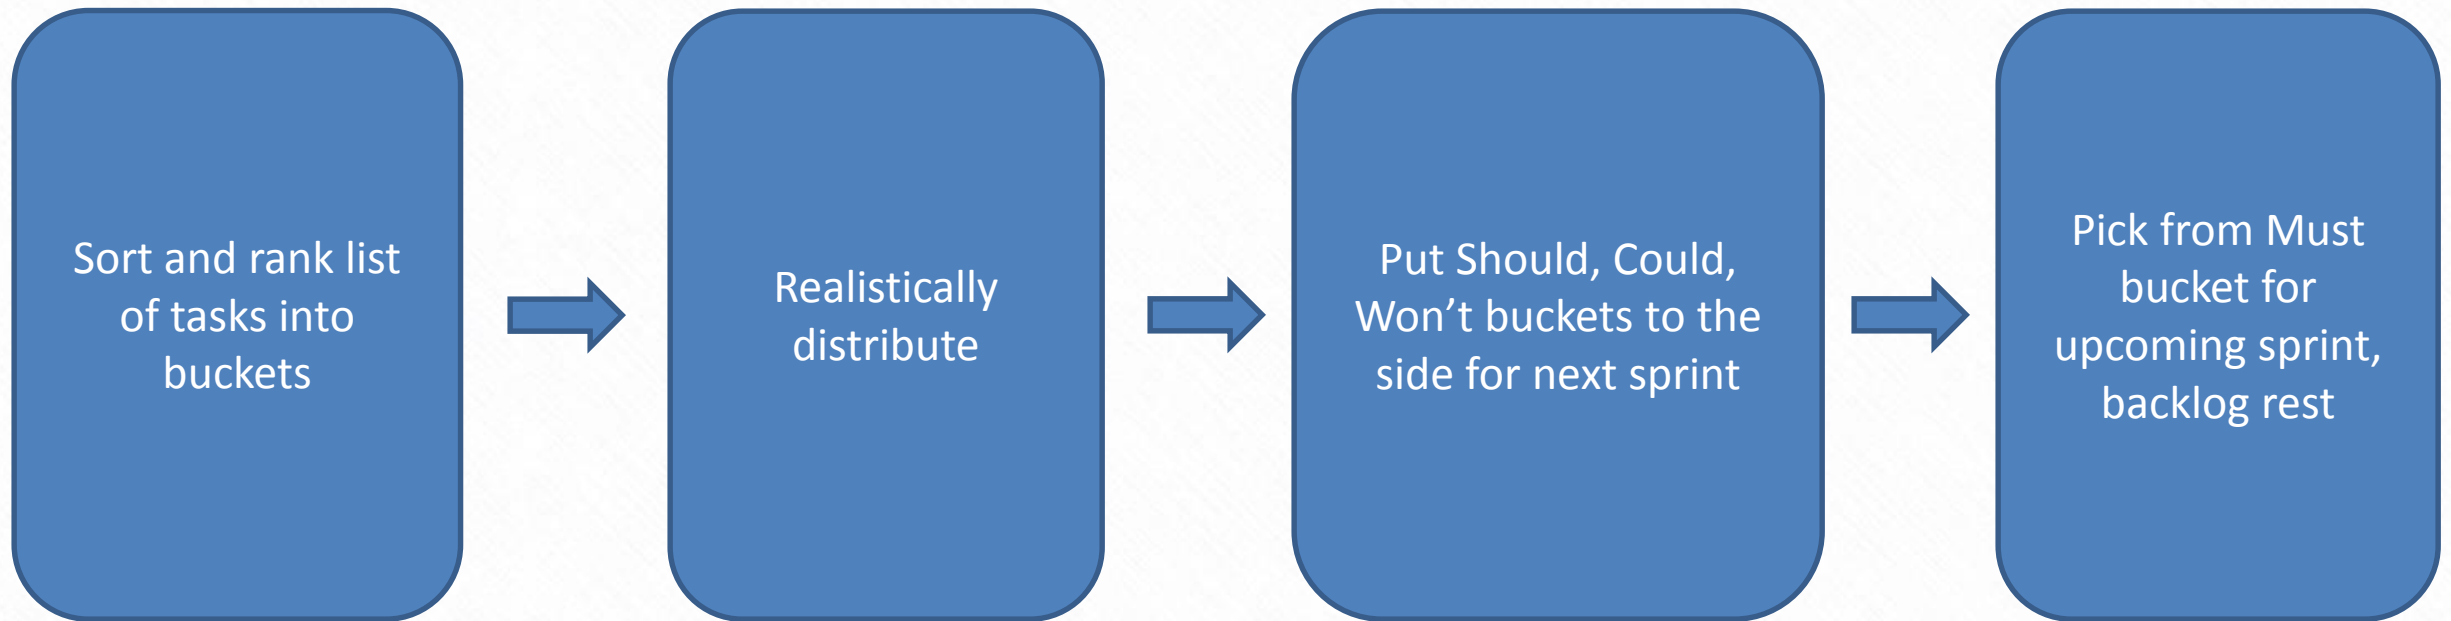 Sort and rank list
of tasks into
buckets
Realistically
distribute
Put Should, Could,
Won’t buckets to the
side for next sprint
Pick from Must
bucket for
upcoming sprint,
backlog rest